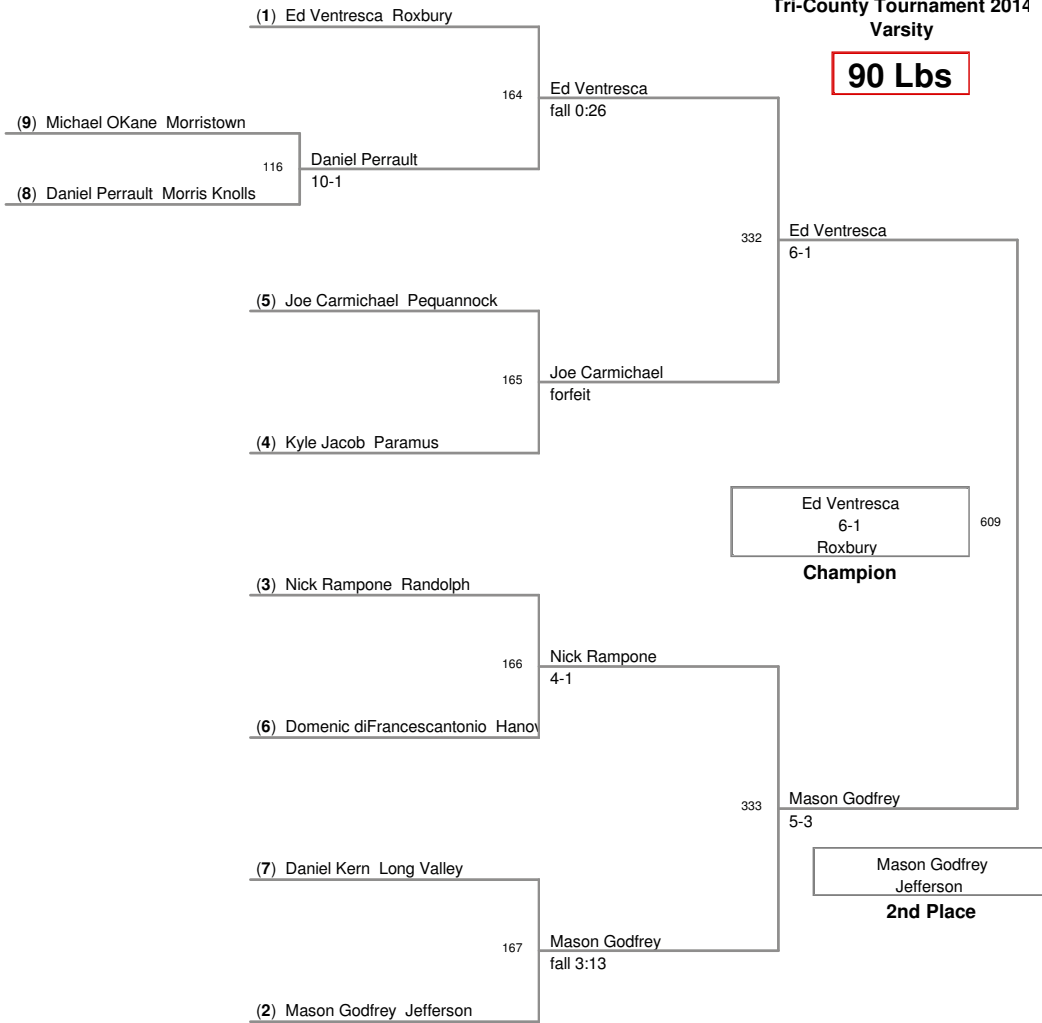 Tri-County Tournament 2014
Varsity
90 Lbs
(1) Ed Ventresca Roxbury
164
Ed Ventresca
fall 0:26
(9) Michael OKane Morristown
116
Daniel Perrault
10-1
(8) Daniel Perrault Morris Knolls
332
Ed Ventresca
6-1
(5) Joe Carmichael Pequannock
165
Joe Carmichael
forfeit
(4) Kyle Jacob Paramus
Ed Ventresca
6-1
Roxbury
609
Champion
(3) Nick Rampone Randolph
166
Nick Rampone
4-1
(6) Domenic diFrancescantonio Hanov
333
Mason Godfrey
5-3
(7) Daniel Kern Long Valley
Mason Godfrey
Jefferson
2nd Place
167
Mason Godfrey
fall 3:13
(2) Mason Godfrey Jefferson